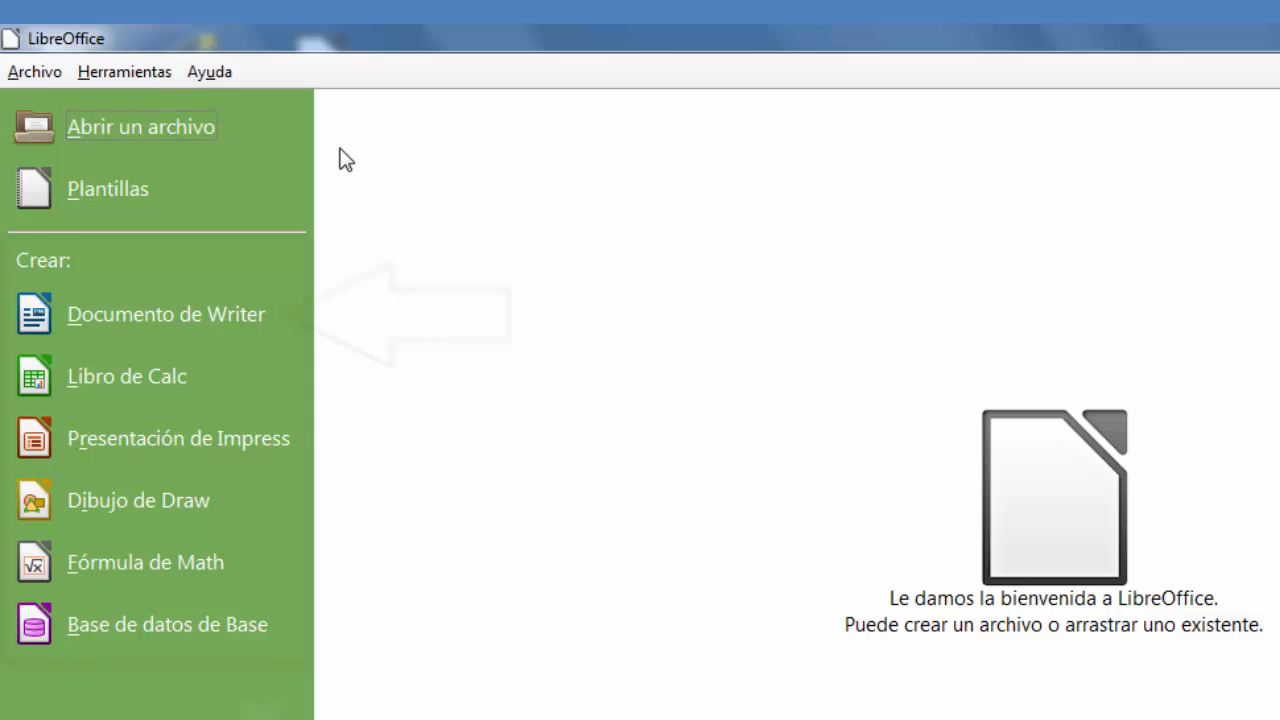 LibreOffice
Archivo Herramientas Ayuda
Abrir un archivo
Plantillas
Crear:
Documento de Writer
Libro de Calc
Presentación de Impress
Dibujo de Draw
Fórmula de Math
Base de datos de Base
Le damos la bienvenida a LibreOffice.
Puede crear un archivo o arrastrar uno existente.